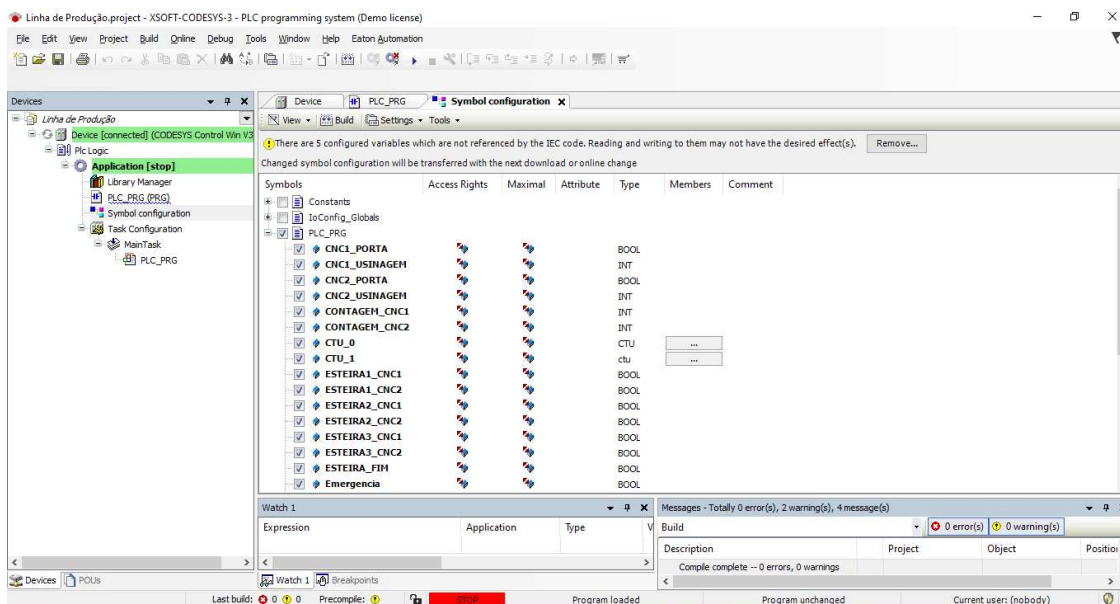 Linha de Produção.project - XSOFT-CODESYS-3 - PLC programming system (Demo license)
File Edit View Project Build Online Debug Tools Window Help Eaton Automation
Devices
Linha de Produção
Device [connected] (CODESYS Control Win V3
Plc Logic
Application [stop]
Library Manager
PLC_PRG (PRG)
Symbol configuration
Task Configuration
MainTask
PLC_PRG
Devices POUs
Device PLC_PRG Symbol configuration
View Build Settings Tools
There are 5 configured variables which are not referenced by the IEC code. Reading and writing to them may not have the desired effect(s). Remove...
Changed symbol configuration will be transferred with the next download or online change
Symbols Access Rights Maximal Attribute Type Members Comment
Constants
IoConfig_Globals
PLC_PRG
CNC1_PORTA BOOL
CNC1_USINAGEM INT
CNC2_PORTA BOOL
CNC2_USINAGEM INT
CONTAGEM_CNC1 INT
CONTAGEM_CNC2 INT
CTU_0 CTU ...
CTU_1 ctu ...
ESTEIRA1_CNC1 BOOL
ESTEIRA1_CNC2 BOOL
ESTEIRA2_CNC1 BOOL
ESTEIRA2_CNC2 BOOL
ESTEIRA3_CNC1 BOOL
ESTEIRA3_CNC2 BOOL
ESTEIRA_FIM BOOL
Emergencia BOOL
Watch 1
Expression Application Type V
Watch 1 Breakpoints
Messages - Totally 0 error(s), 2 warning(s), 4 message(s)
Build 0 error(s) 0 warning(s)
Description Project Object Position
Compile complete -- 0 errors, 0 warnings
Last build: 0 0 Precompile: STOP Program loaded Program unchanged Current user: (nobody)